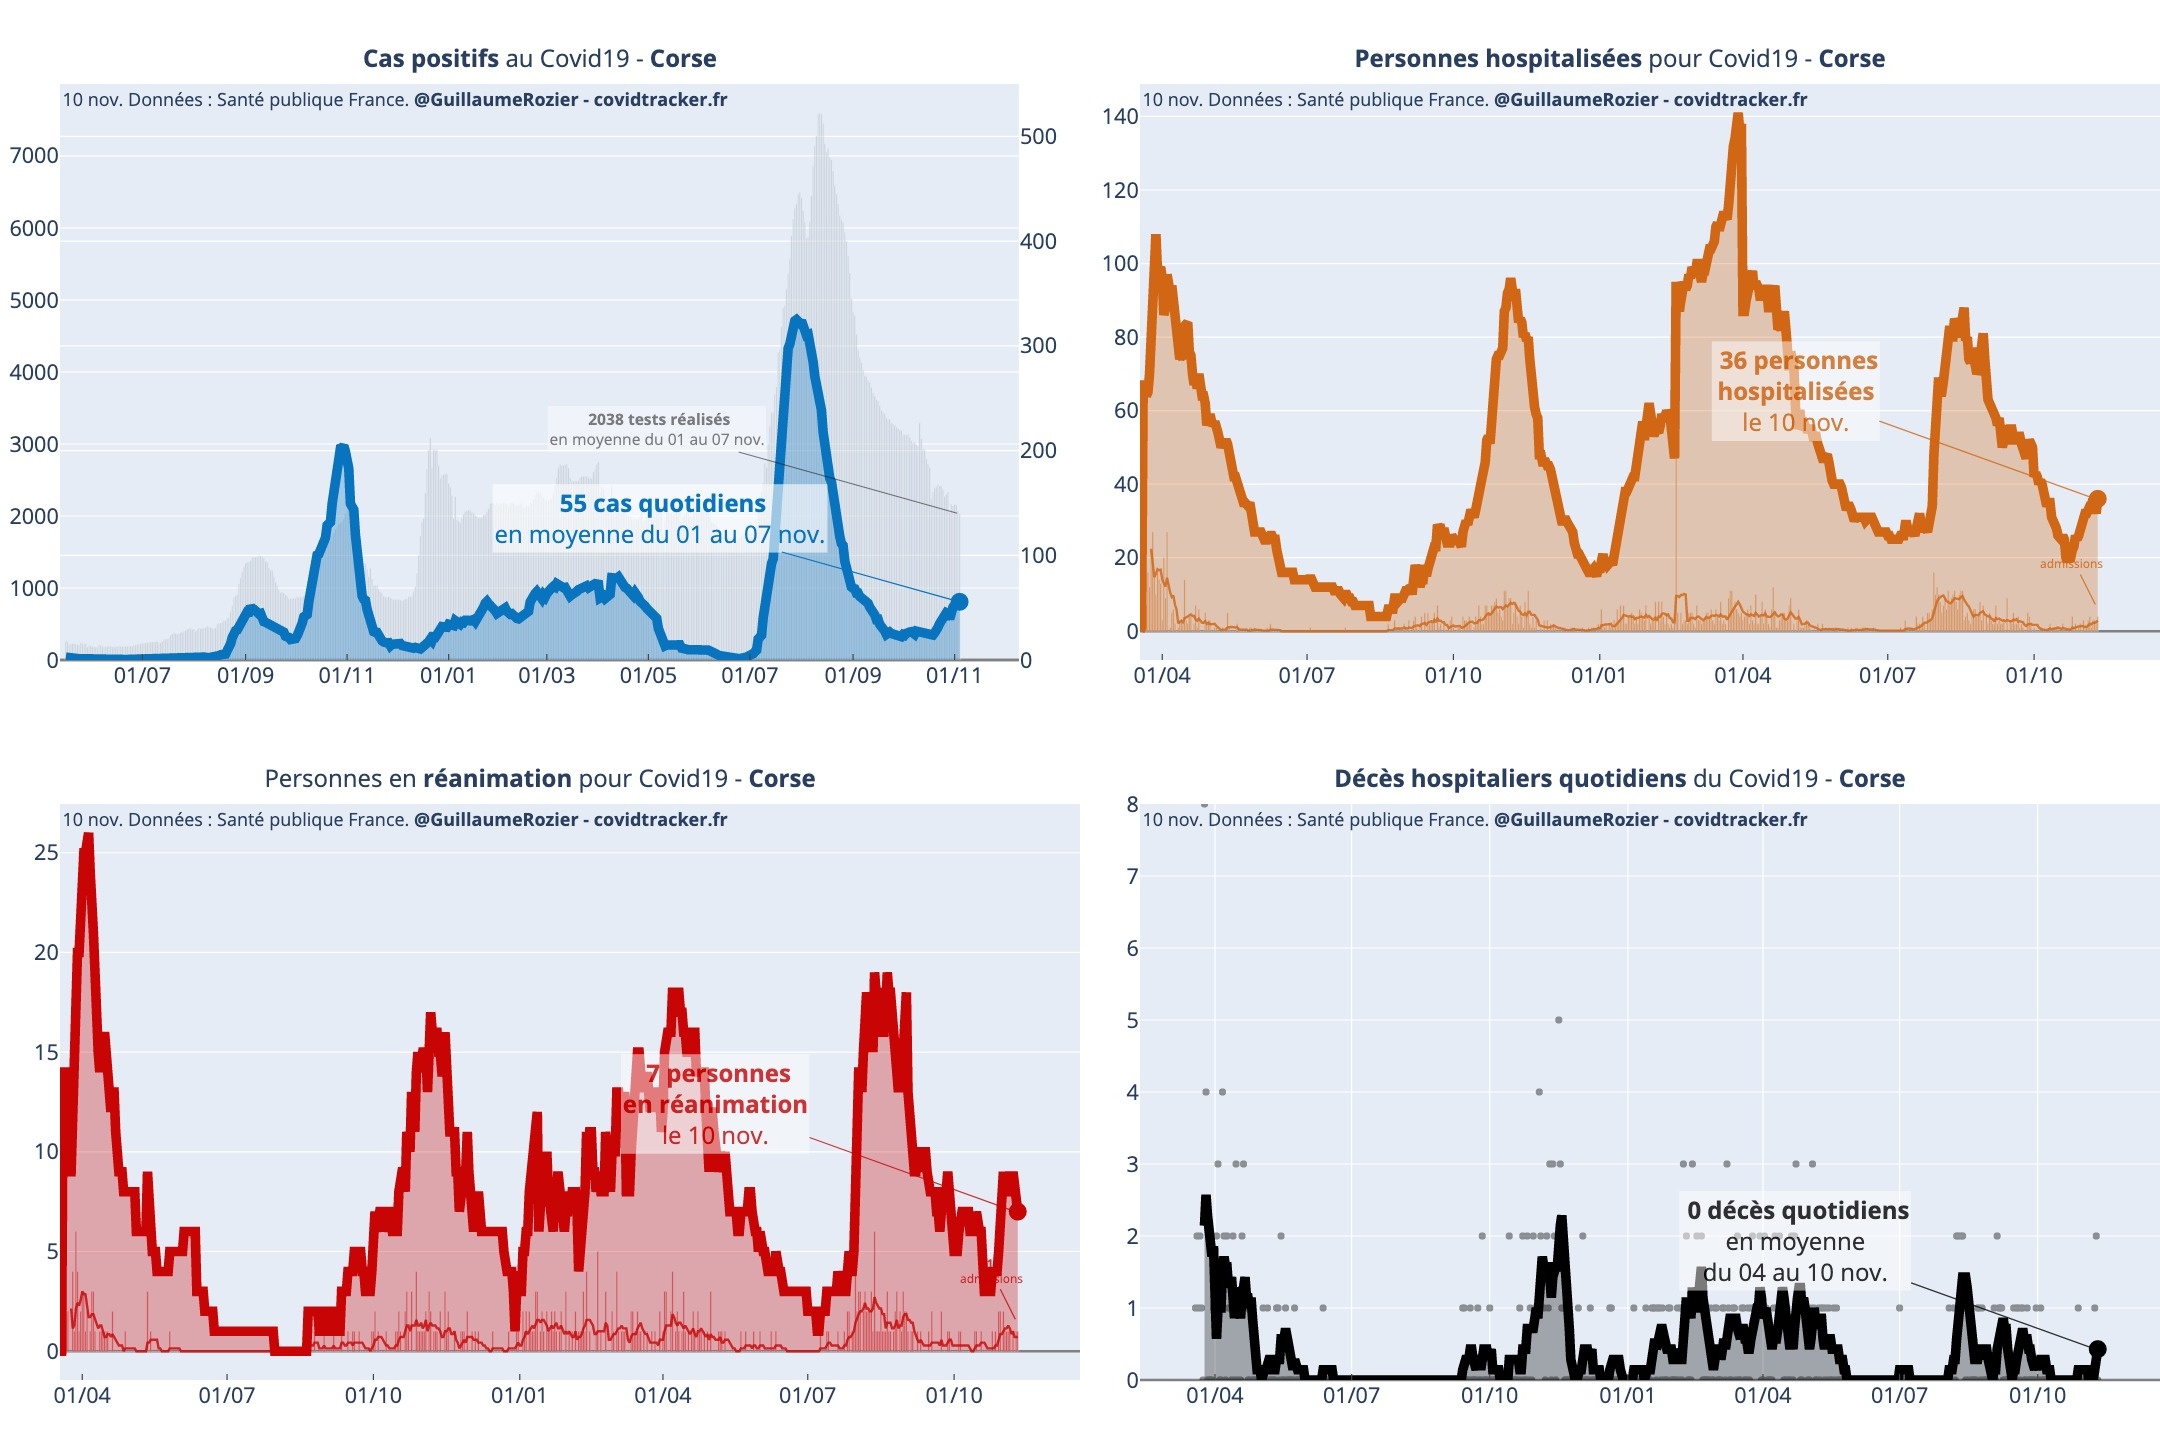 Cas positifs au Covid19 - Corse
10 nov. Données : Santé publique France. @GuillaumeRozier - covidtracker.fr
7000
6000
5000
4000
3000
2000
1000
0
500
400
300
200
100
0
2038 tests réalisés
en moyenne du 01 au 07 nov.
55 cas quotidiens
en moyenne du 01 au 07 nov.
01/07 01/09 01/11 01/01 01/03 01/05 01/07 01/09 01/11
Personnes hospitalisées pour Covid19 - Corse
10 nov. Données : Santé publique France. @GuillaumeRozier - covidtracker.fr
140
120
100
80
60
40
20
0
36 personnes
hospitalisées
le 10 nov.
admissions
01/04 01/07 01/10 01/01 01/04 01/07 01/10
Personnes en réanimation pour Covid19 - Corse
10 nov. Données : Santé publique France. @GuillaumeRozier - covidtracker.fr
25
20
15
10
5
0
7 personnes
en réanimation
le 10 nov.
admissions
01/04 01/07 01/10 01/01 01/04 01/07 01/10
Décès hospitaliers quotidiens du Covid19 - Corse
10 nov. Données : Santé publique France. @GuillaumeRozier - covidtracker.fr
8
7
6
5
4
3
2
1
0
0 décès quotidiens
en moyenne
du 04 au 10 nov.
01/04 01/07 01/10 01/01 01/04 01/07 01/10